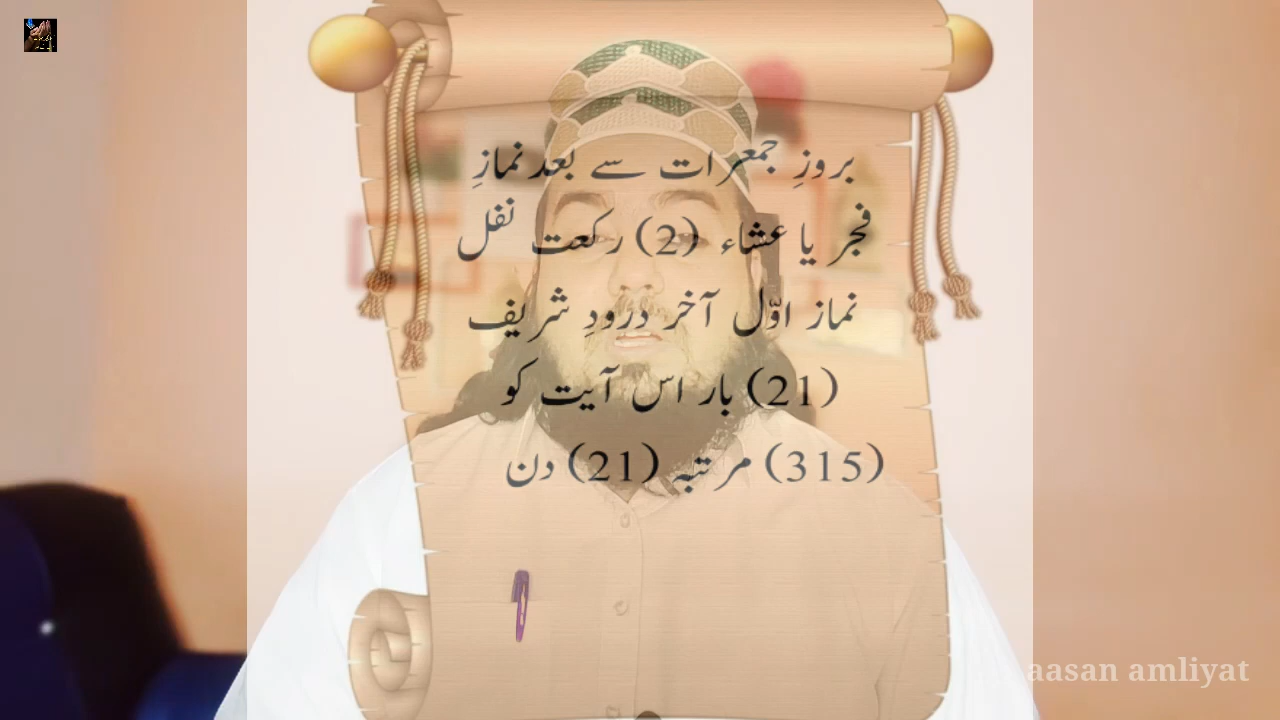 بروزِ جمعرات سے بعد نمازِ
فجر یا عشاء (2) رکعت نفل
نماز اوّل آخر درودِ شریف
(21) بار اس آیت کو
(315) مرتبہ (21) دن
aasan amliyat